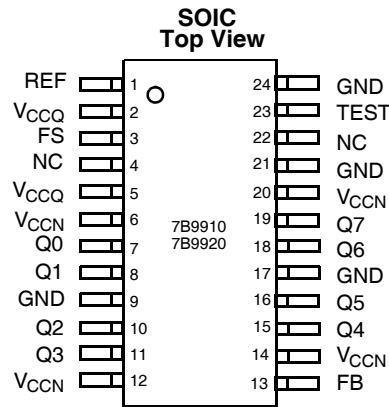 SOIC
Top View
REF 1 24 GND
VCCQ 2 23 TEST
FS 3 22 NC
NC 4 21 GND
VCCQ 5 20 VCCN
VCCN 6 19 Q7
Q0 7 7B9910 18 Q6
Q1 8 7B9920 17 GND
GND 9 16 Q5
Q2 10 15 Q4
Q3 11 14 VCCN
VCCN 12 13 FB